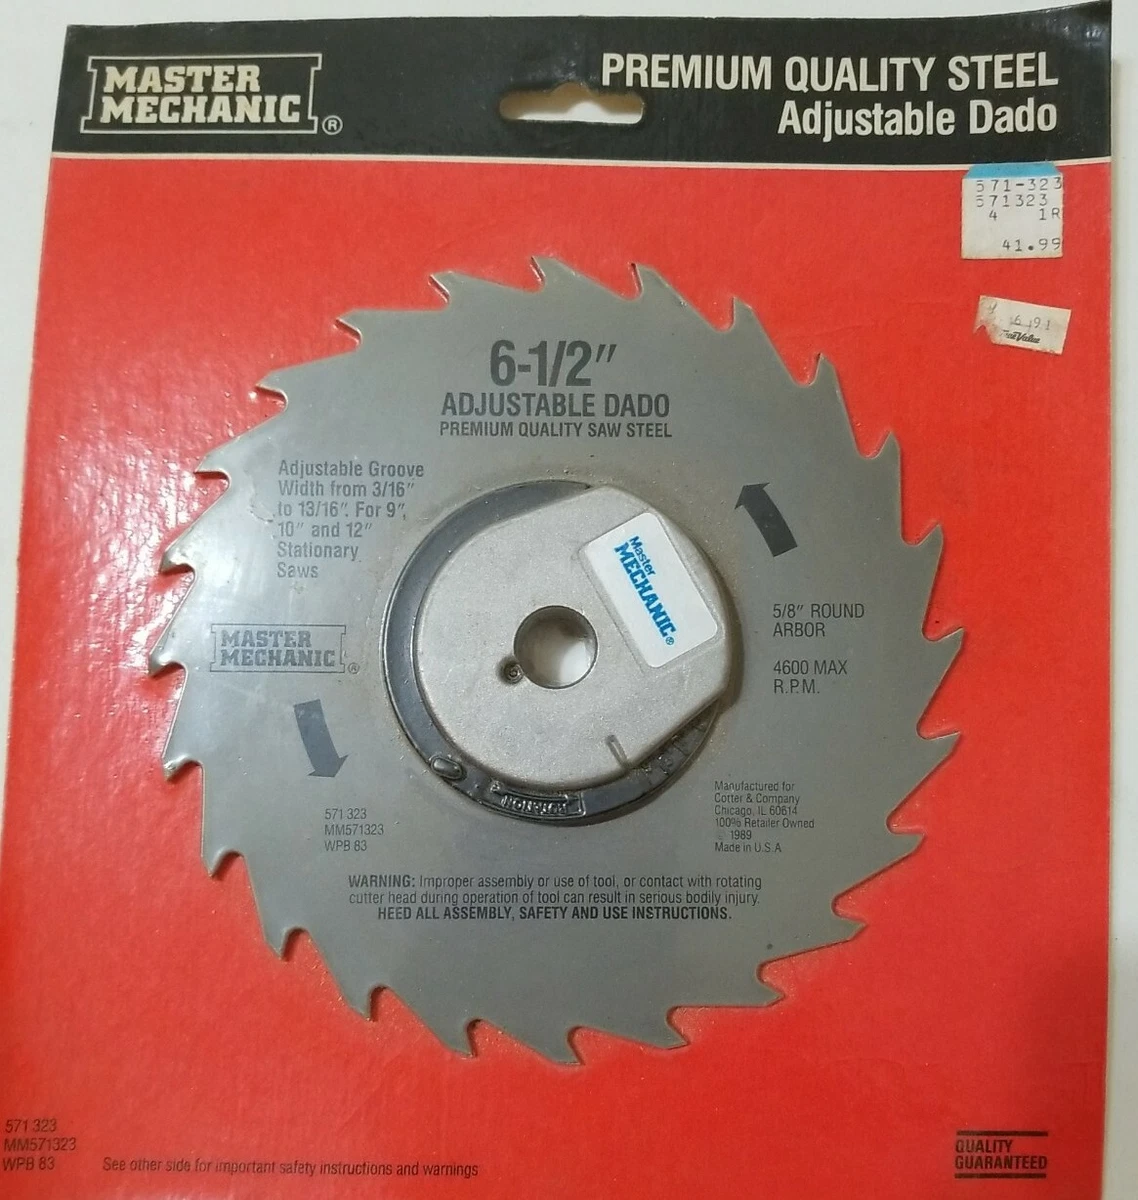 MASTER
MECHANIC®
PREMIUM QUALITY STEEL
Adjustable Dado
571-323
571323
4 1R
41.99
6 91
True Value
6-1/2"
ADJUSTABLE DADO
PREMIUM QUALITY SAW STEEL
Adjustable Groove
Width from 3/16"
to 13/16". For 9",
10" and 12"
Stationary
Saws
Master
MECHANIC®
5/8" ROUND
ARBOR
4600 MAX
R.P.M.
MASTER
MECHANIC®
571 323
MM571323
WPB 83
Manufactured for
Cotter & Company
Chicago, IL 60614
100% Retailer Owned
1989
Made in U.S.A
WARNING: Improper assembly or use of tool, or contact with rotating
cutter head during operation of tool can result in serious bodily injury.
HEED ALL ASSEMBLY, SAFETY AND USE INSTRUCTIONS.
571 323
MM571323
WPB 83
See other side for important safety instructions and warnings
QUALITY
GUARANTEED